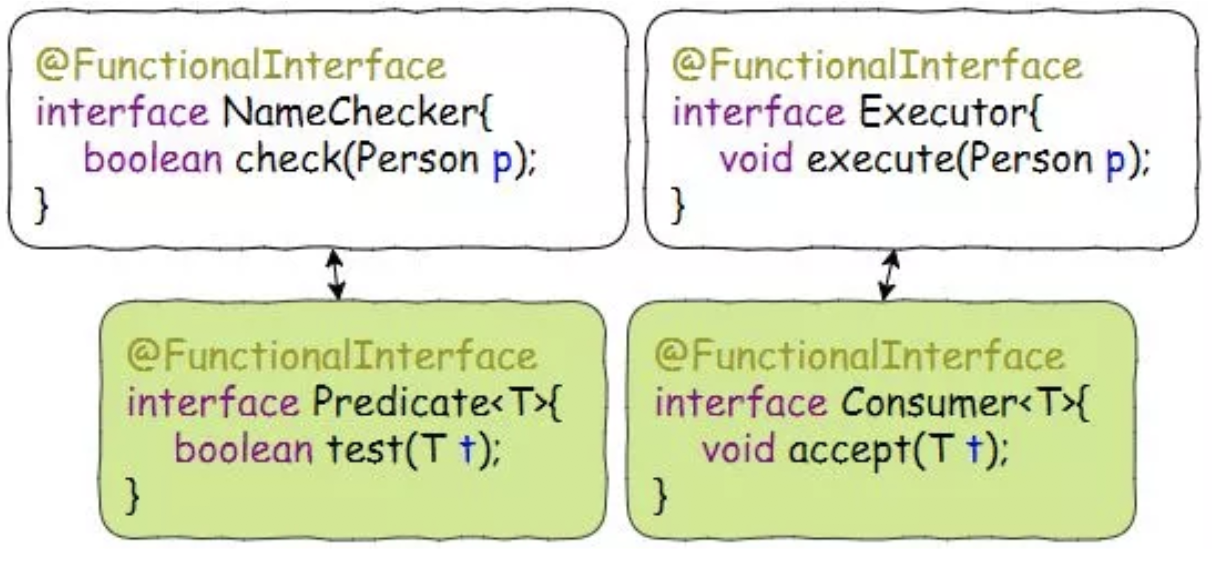 @FunctionalInterface
interface NameChecker{
boolean check(Person p);
}
@FunctionalInterface
interface Executor{
void execute(Person p);
}
@FunctionalInterface
interface Predicate<T>{
boolean test(T t);
}
@FunctionalInterface
interface Consumer<T>{
void accept(T t);
}